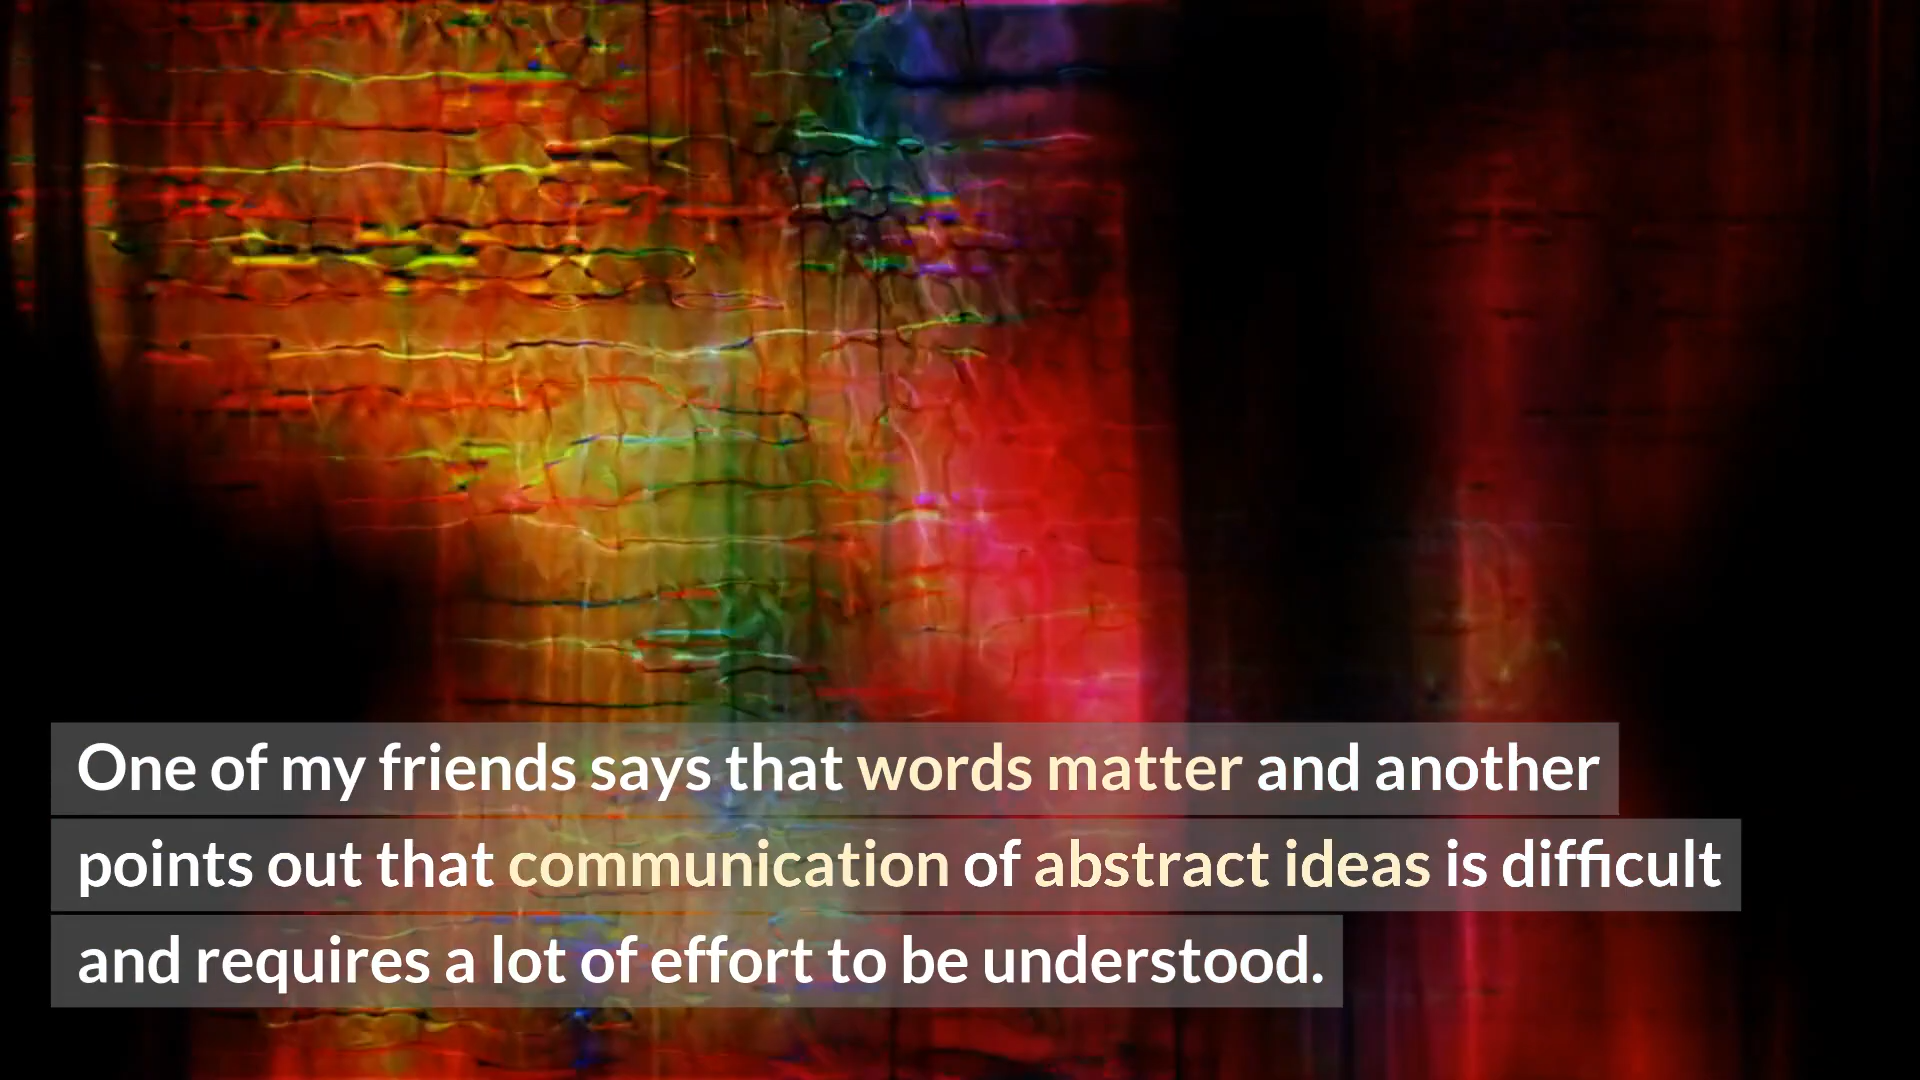 One of my friends says that words matter and another
points out that communication of abstract ideas is difficult
and requires a lot of effort to be understood.